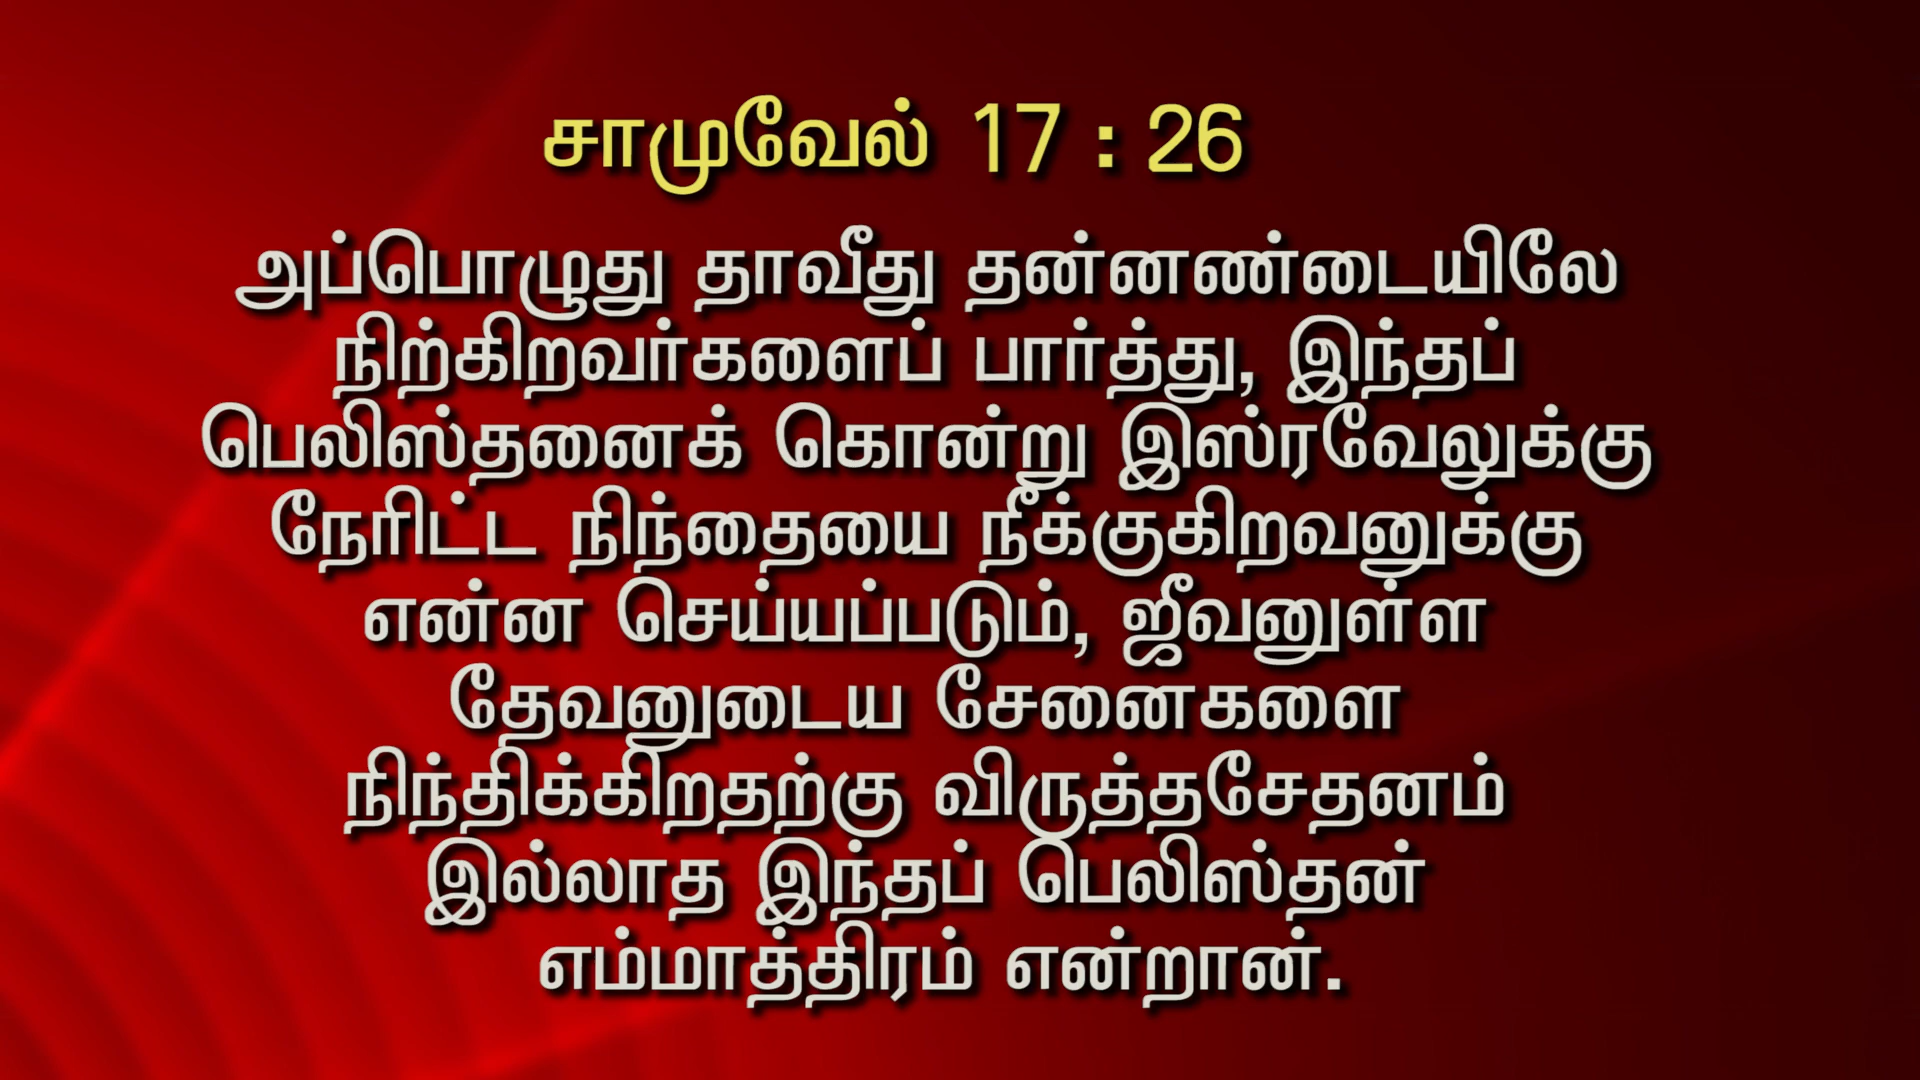 சாமுவேல் 17 : 26
அப்பொழுது தாவீது தன்னண்டையிலே
நிற்கிறவர்களைப் பார்த்து, இந்தப்
பெலிஸ்தனைக் கொன்று இஸ்ரவேலுக்கு
நேரிட்ட நிந்தையை நீக்குகிறவனுக்கு
என்ன செய்யப்படும், ஜீவனுள்ள
தேவனுடைய சேனைகளை
நிந்திக்கிறதற்கு விருத்தசேதனம்
இல்லாத இந்தப் பெலிஸ்தன்
எம்மாத்திரம் என்றான்.